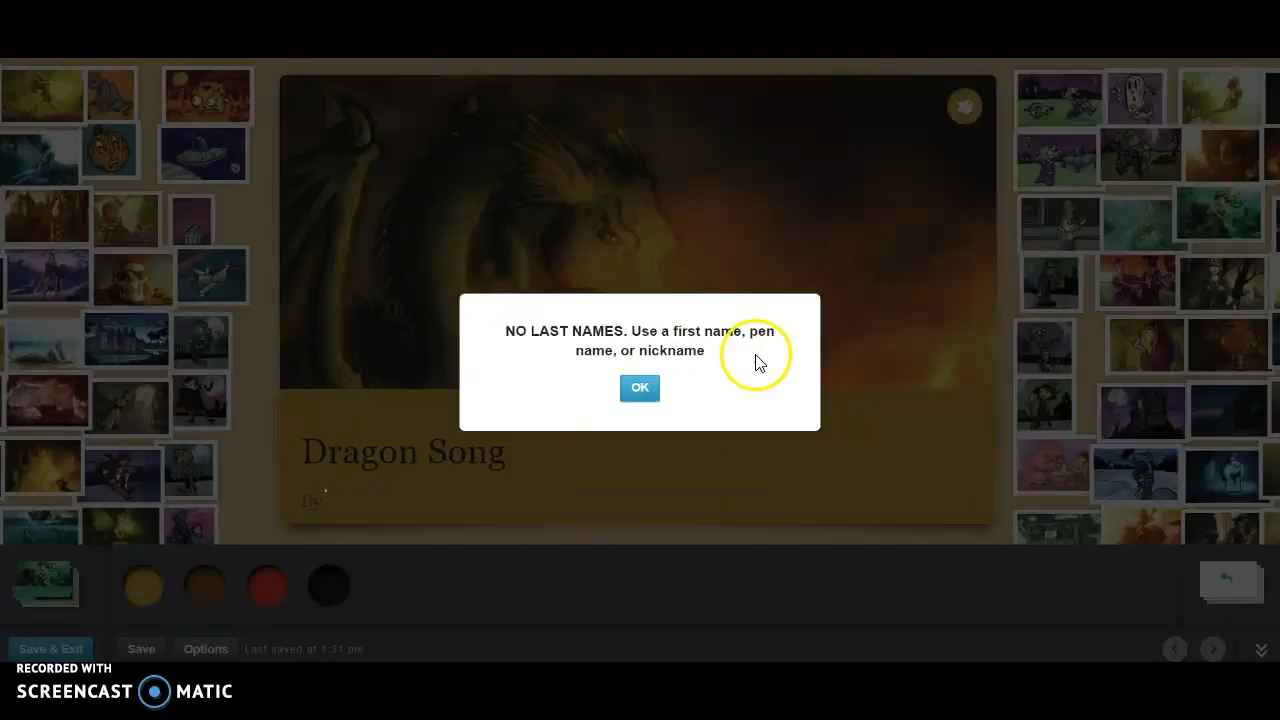 NO LAST NAMES. Use a first name, pen
name, or nickname
OK
Dragon Song
By
Save & Exit
Save
Options
Last saved at 1:31 pm
RECORDED WITH
SCREENCAST MATIC